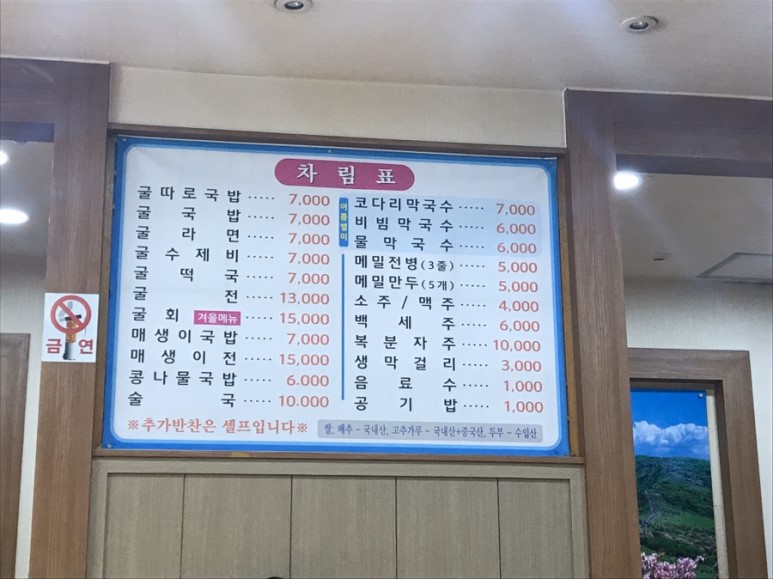 차림표
굴따로국밥 ····· 7,000
굴국밥 ····· 7,000
굴라면 ····· 7,000
굴수제비 ····· 7,000
굴떡국 ····· 7,000
굴전 ····· 13,000
굴회 겨울메뉴 ····· 15,000
매생이국밥 ····· 7,000
매생이전 ····· 15,000
콩나물국밥 ····· 6.000
술국 ····· 10.000
※추가반찬은 셀프입니다※
여름별미
코다리막국수 ····· 7,000
비빔막국수 ····· 6,000
물막국수 ····· 6,000
메밀전병(3줄) ····· 5,000
메밀만두(5개) ····· 5,000
소주/맥주 ····· 4,000
백세주 ····· 6,000
복분자주 ····· 10,000
생막걸리 ····· 3,000
음료수 ····· 1,000
공기밥 ····· 1,000
쌀, 배추 - 국내산, 고추가루 - 국내산+중국산, 두부 - 수입산
금연